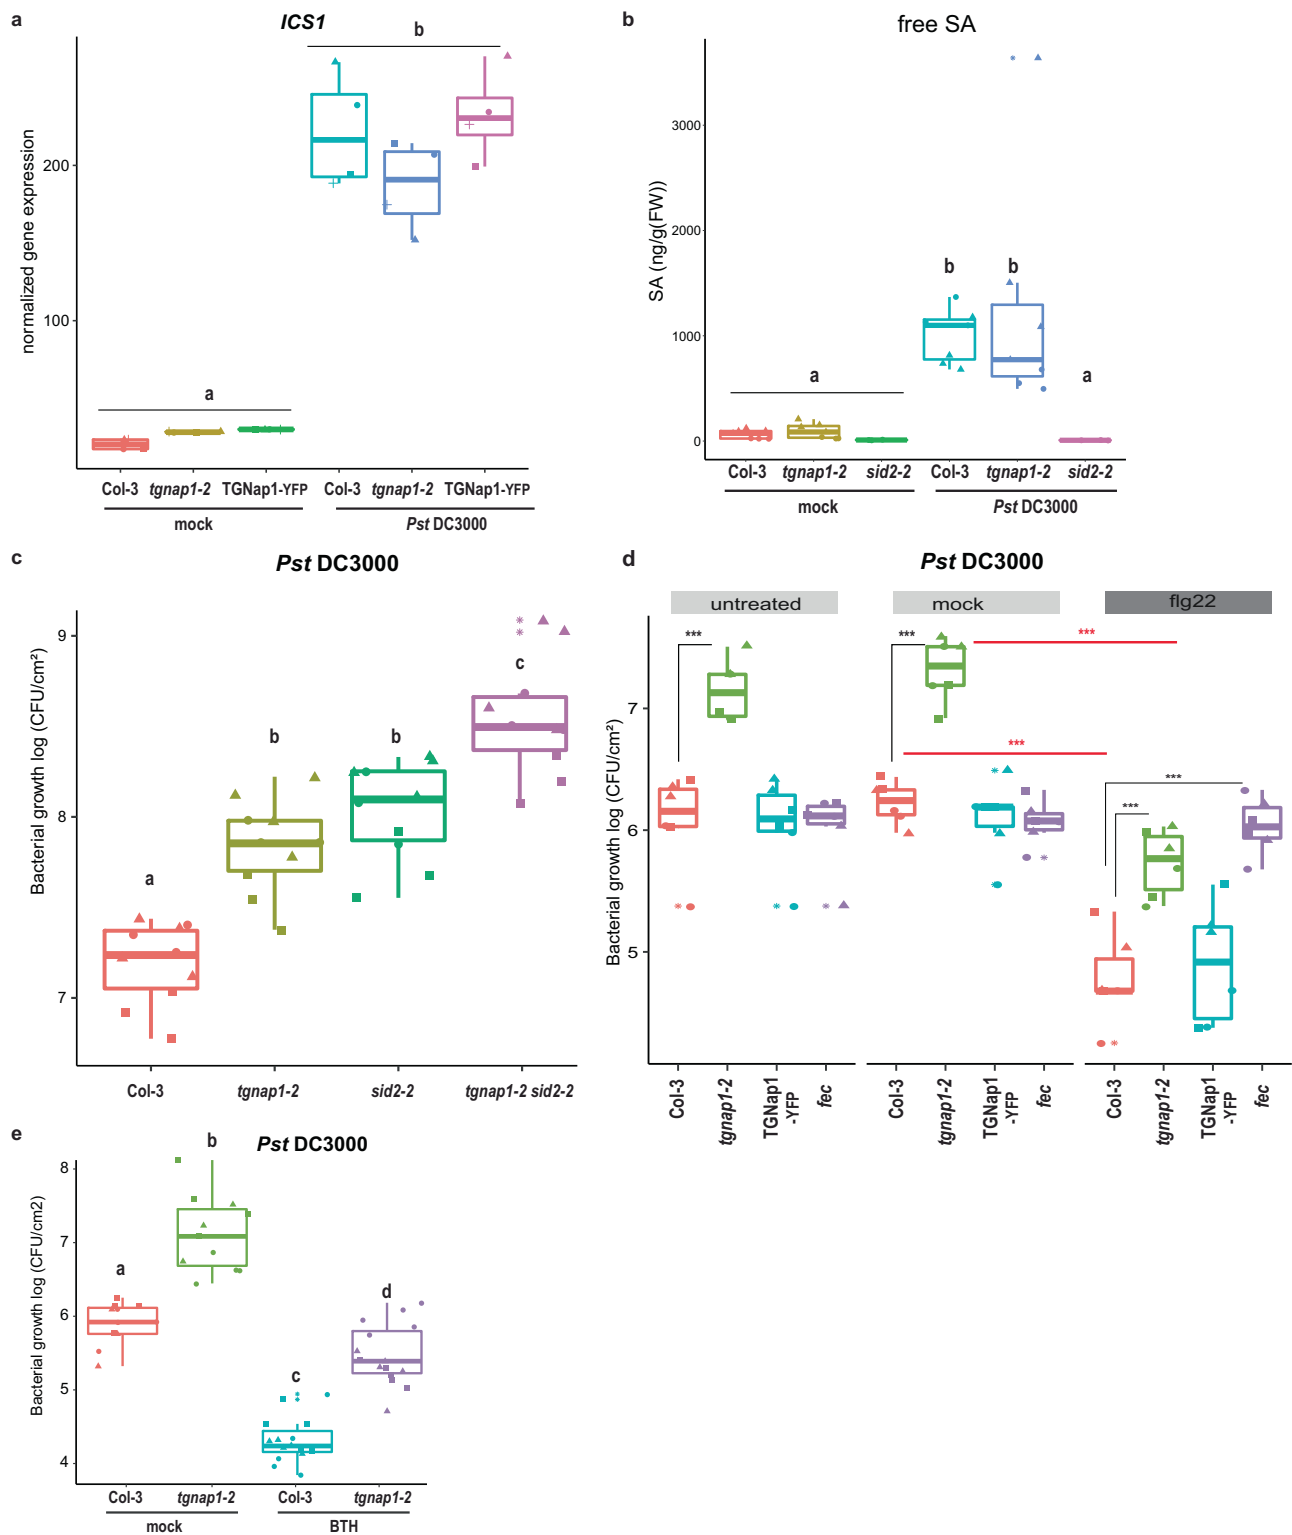 a
ICS1
b
a
normalized gene expression
200
100
Col-3 tgnap1-2 TGNap1-YFP Col-3 tgnap1-2 TGNap1-YFP
mock Pst DC3000
b
free SA
SA (ng/g(FW))
3000
2000
1000
0
a
b b
a
Col-3 tgnap1-2 sid2-2 Col-3 tgnap1-2 sid2-2
mock Pst DC3000
c
Pst DC3000
Bacterial growth log (CFU/cm²)
9
8
7
a
b
b
c
Col-3 tgnap1-2 sid2-2 tgnap1-2 sid2-2
d
Pst DC3000
untreated mock flg22
Bacterial growth log (CFU/cm²)
7
6
5
***
***
***
***
***
***
Col-3 tgnap1-2 TGNap1 -YFP fec
Col-3 tgnap1-2 TGNap1 -YFP fec
Col-3 tgnap1-2 TGNap1 -YFP fec
e
Pst DC3000
Bacterial growth log (CFU/cm2)
8
7
6
5
4
a
b
c
d
Col-3 tgnap1-2 Col-3 tgnap1-2
mock BTH